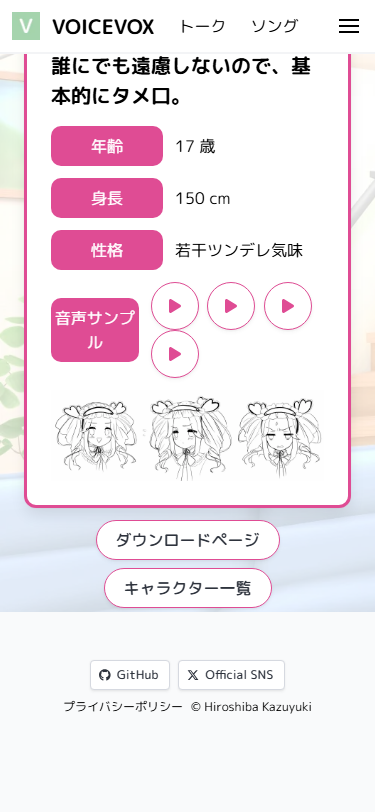 V VOICEVOX トーク ソング
誰にでも遠慮しないので、基
本的にタメ口。
年齢 17 歳
身長 150 cm
性格 若干ツンデレ気味
音声サンプ
ル
ダウンロードページ
キャラクター一覧
GitHub Official SNS
プライバシーポリシー © Hiroshiba Kazuyuki